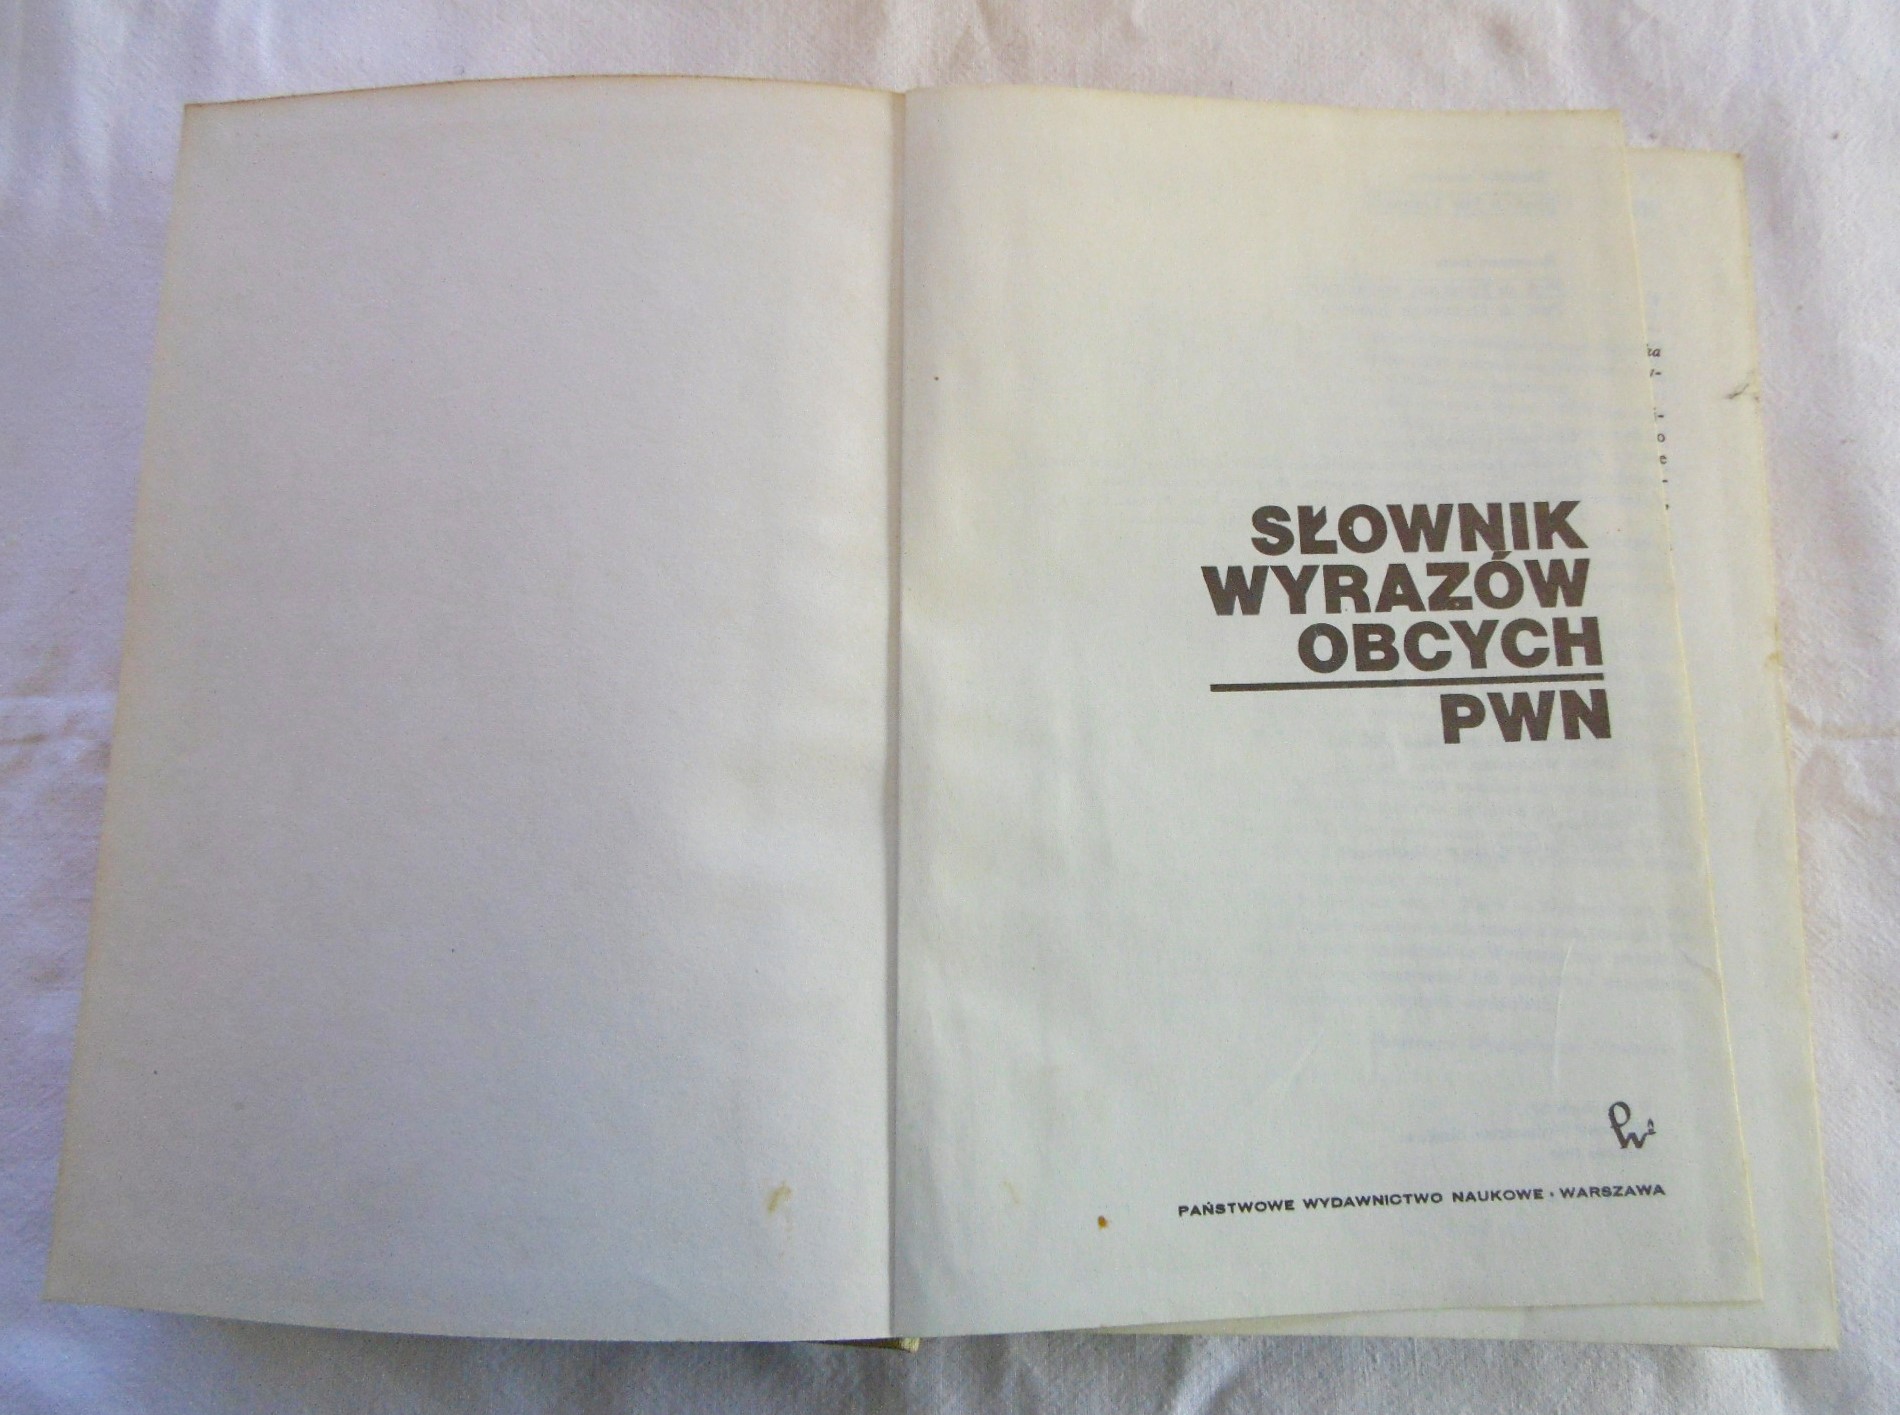 SŁOWNIK
WYRAZÓW
OBCYCH
PWN
PAŃSTWOWE WYDAWNICTWO NAUKOWE · WARSZAWA